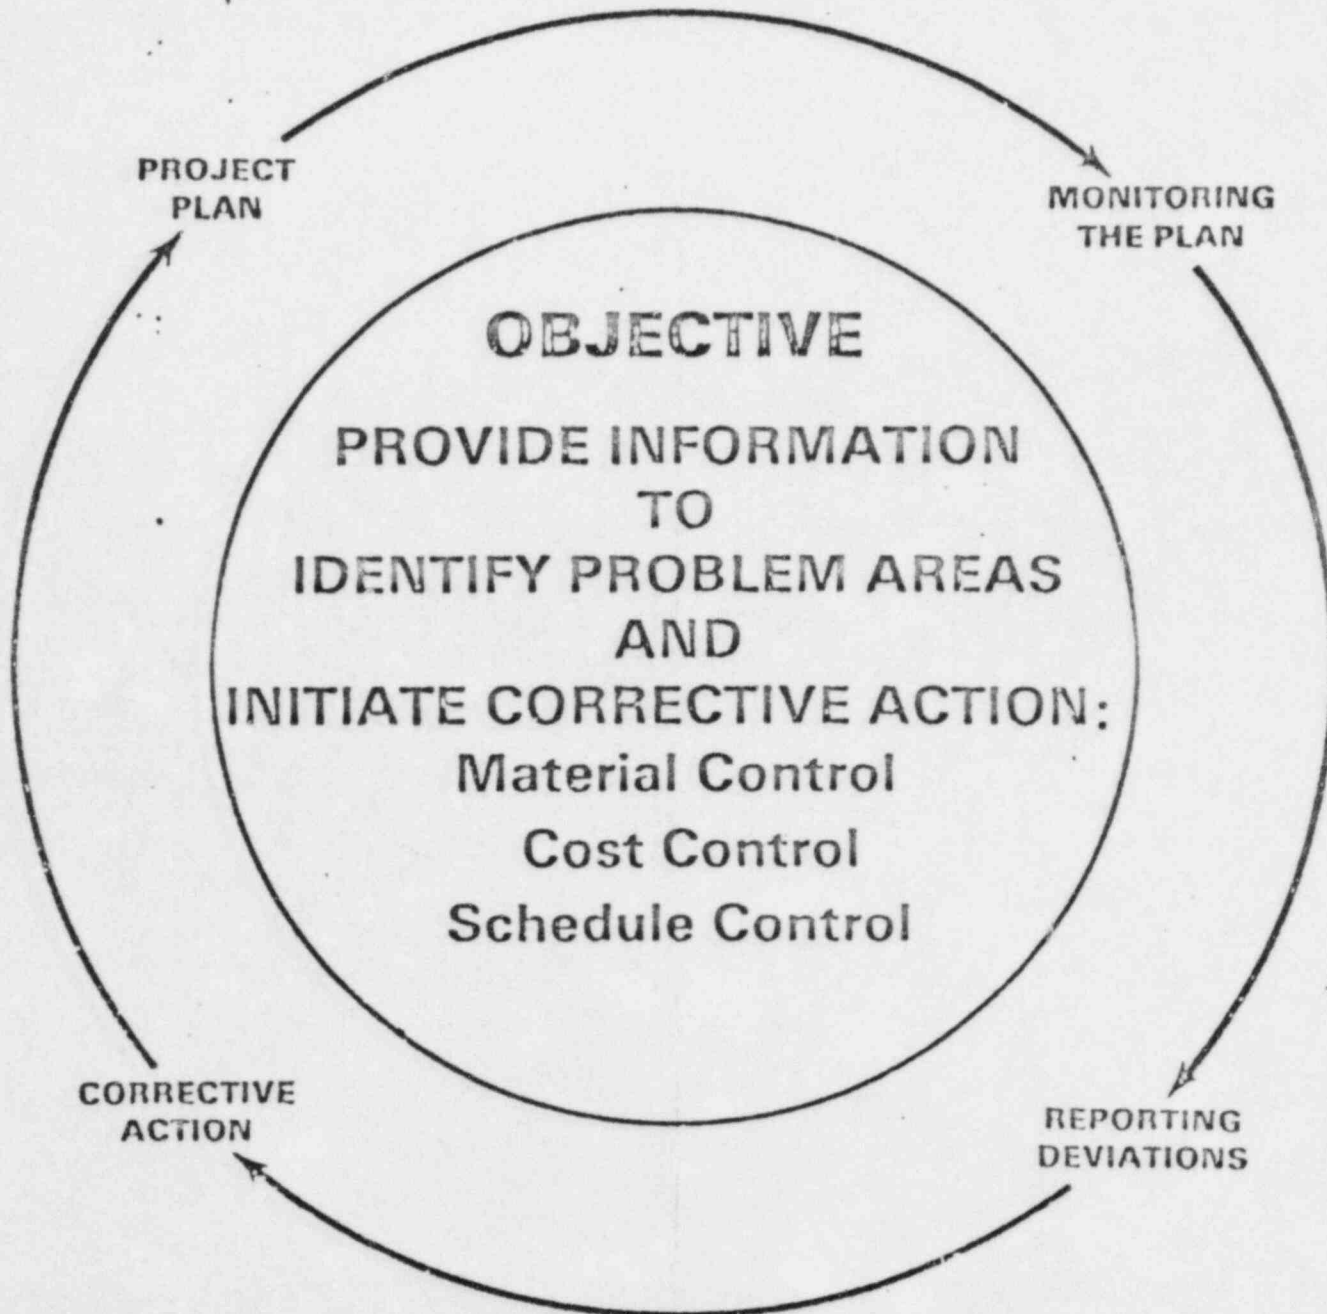 PROJECT
PLAN
MONITORING
THE PLAN
OBJECTIVE
PROVIDE INFORMATION
TO
IDENTIFY PROBLEM AREAS
AND
INITIATE CORRECTIVE ACTION:
Material Control
Cost Control
Schedule Control
CORRECTIVE
ACTION
REPORTING
DEVIATIONS